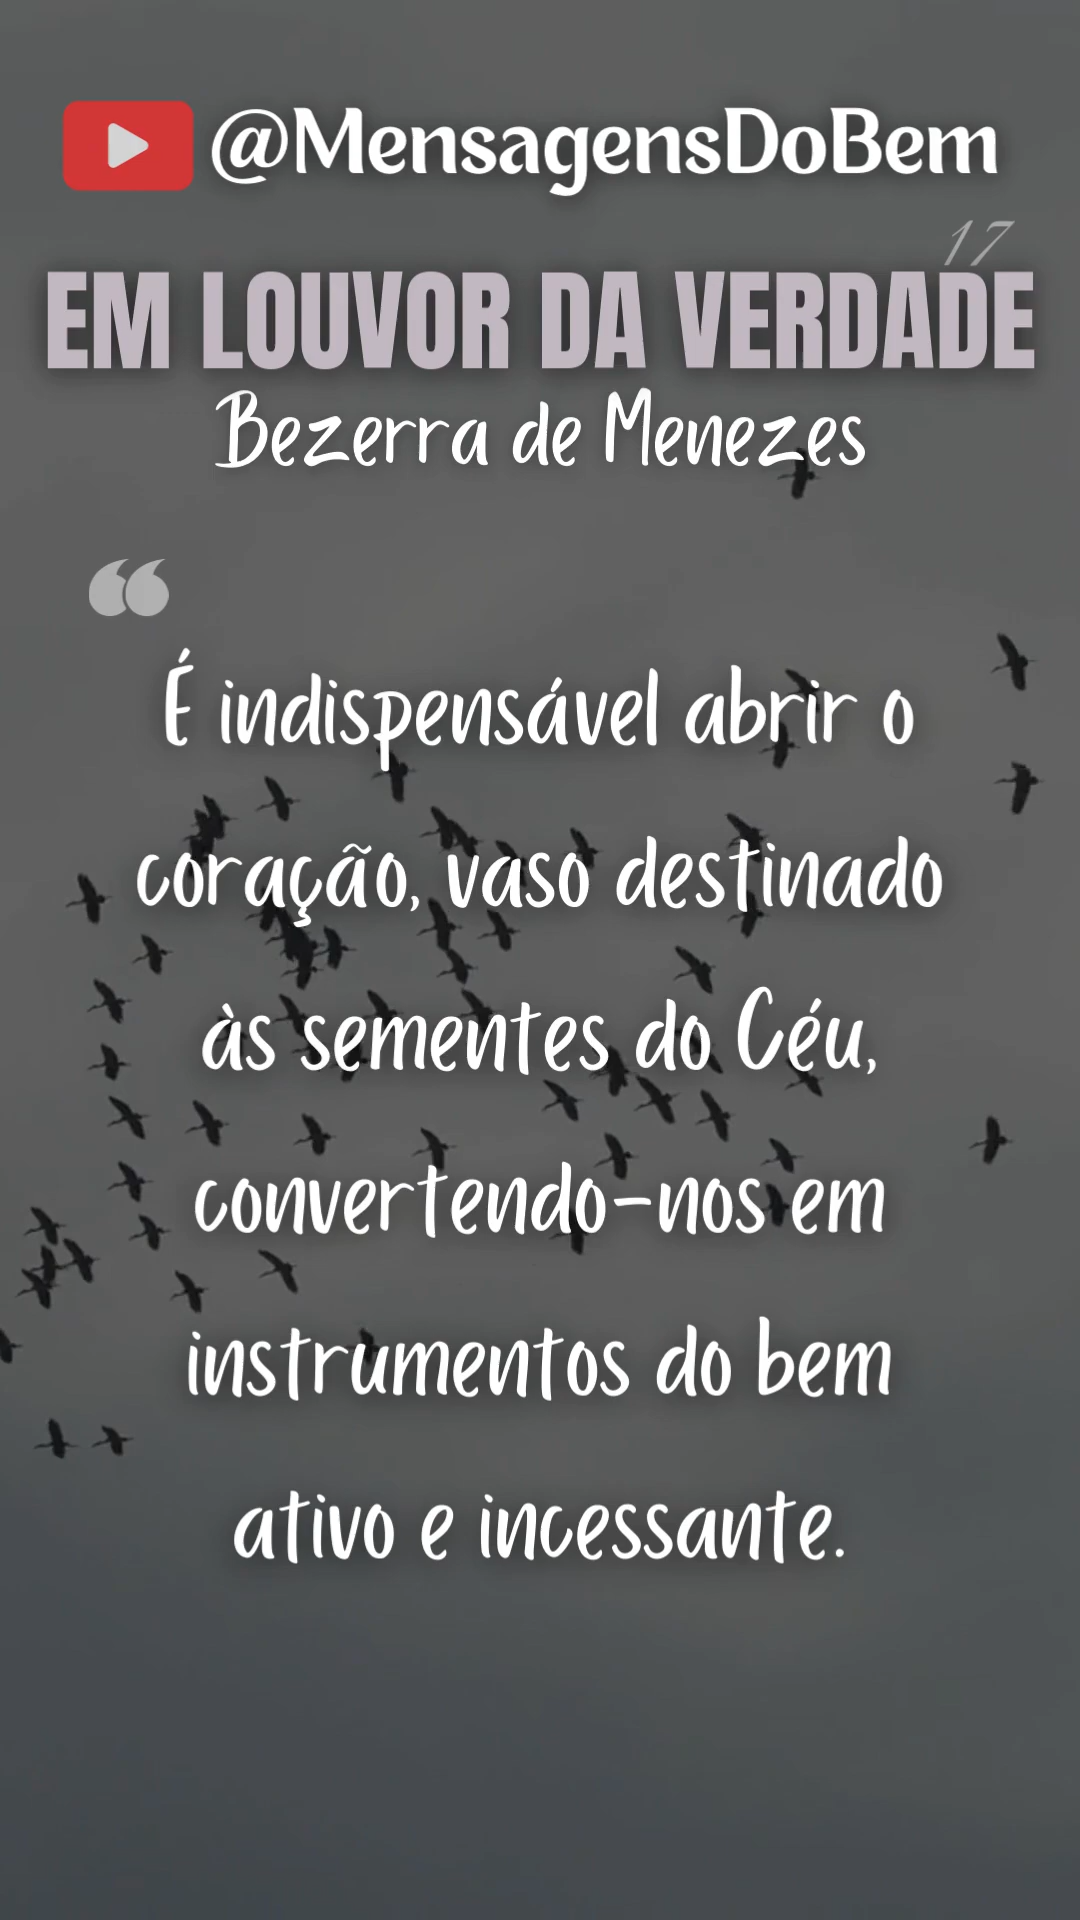 @MensagensDoBem
17
EM LOUVOR DA VERDADE
Bezerra de Menezes
“
É indispensável abrir o
coração, vaso destinado
às sementes do Céu,
convertendo-nos em
instrumentos do bem
ativo e incessante.